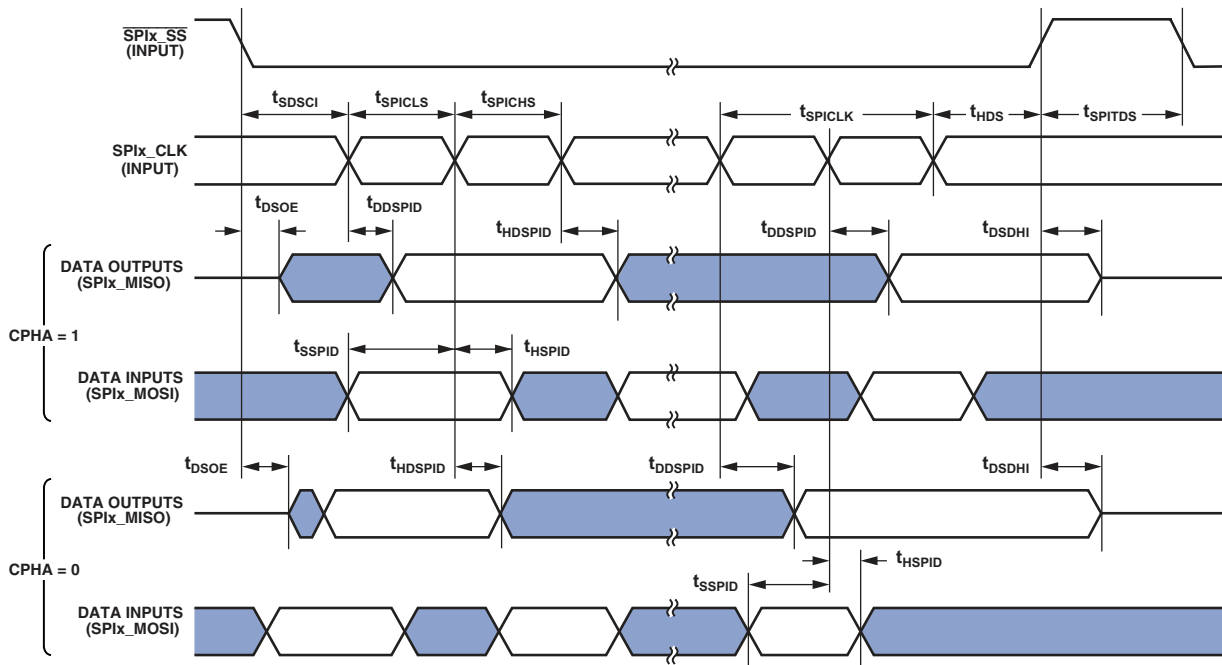 SPIx_SS
(INPUT)
tSDSCI
tSPICLS
tSPICHS
tSPICLK
tHDS
tSPITDS
SPIx_CLK
(INPUT)
tDSOE
tDDSPID
tHDSPID
tDDSPID
tDSDHI
DATA OUTPUTS
(SPIx_MISO)
CPHA = 1
tSSPID
tHSPID
DATA INPUTS
(SPIx_MOSI)
tDSOE
tHDSPID
tDDSPID
tDSDHI
DATA OUTPUTS
(SPIx_MISO)
CPHA = 0
tSSPID
tHSPID
DATA INPUTS
(SPIx_MOSI)